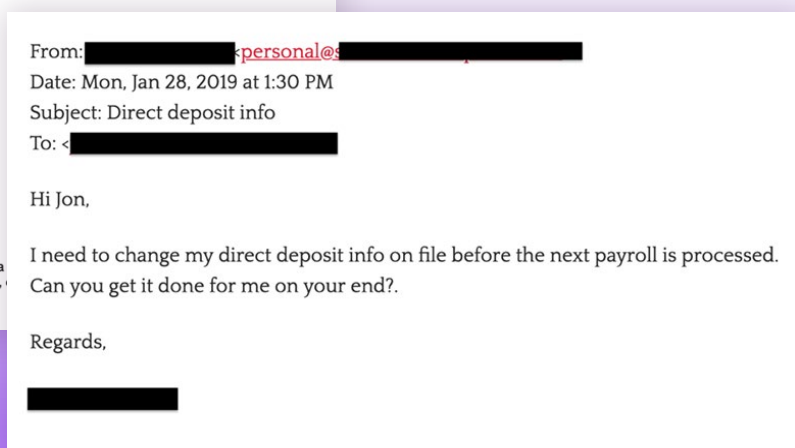 From: <personal@s
Date: Mon, Jan 28, 2019 at 1:30 PM
Subject: Direct deposit info
To: <
Hi Jon,
I need to change my direct deposit info on file before the next payroll is processed.
Can you get it done for me on your end?.
Regards,